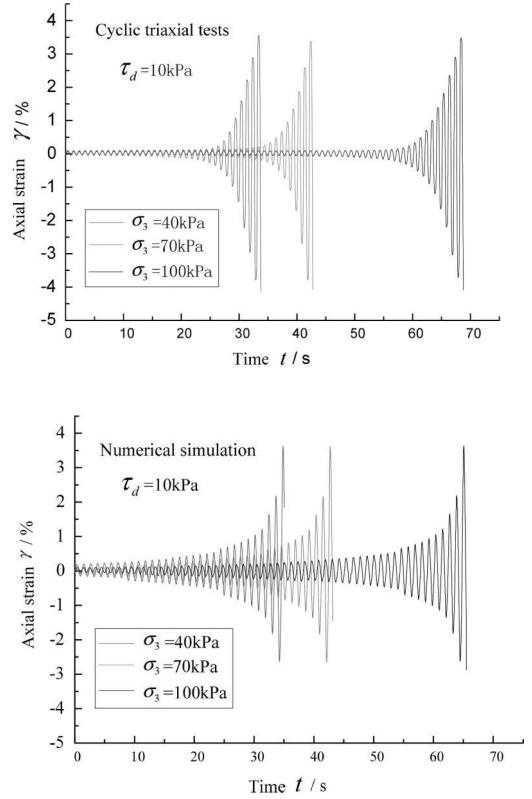 5
4
Cyclic triaxial tests
3
τd =10kPa
2
1
0
-1
-2
σ3 =40kPa
-3
σ3 =70kPa
-4
σ3 =100kPa
-5
Axial strain γ / %
0 10 20 30 40 50 60 70
Time t / s
5
4
Numerical simulation
3
τd =10kPa
2
1
0
-1
-2
σ3 =40kPa
-3
σ3 =70kPa
-4
σ3 =100kPa
-5
Axial strain γ / %
0 10 20 30 40 50 60 70
Time t / s